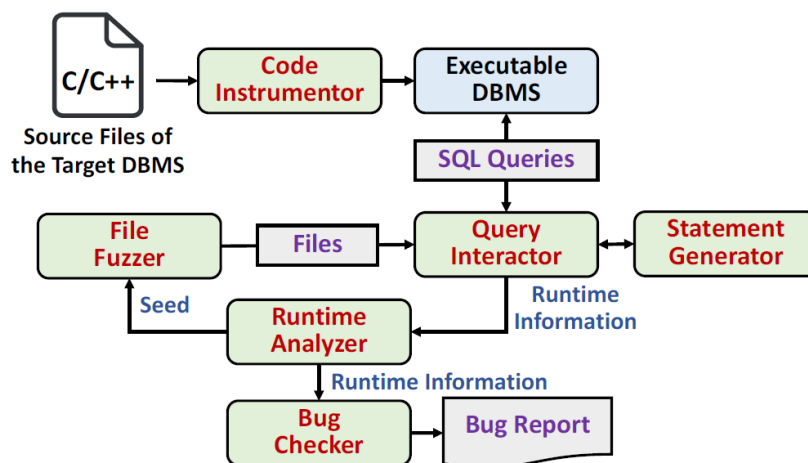 C/C++
Source Files of
the Target DBMS
Code
Instrumentor
Executable
DBMS
SQL Queries
File
Fuzzer
Files
Query
Interactor
Statement
Generator
Seed
Runtime
Analyzer
Runtime
Information
Runtime Information
Bug
Checker
Bug Report